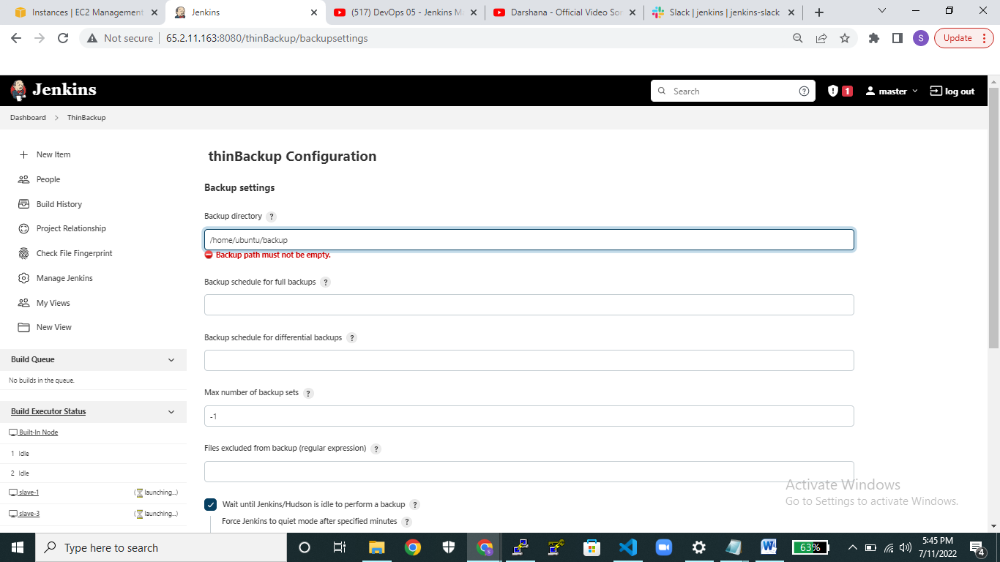 Instances | EC2 Management
Jenkins
(517) DevOps 05 - Jenkins Ma
Darshana - Official Video Son
Slack | jenkins | jenkins-slack
Not secure
65.2.11.163:8080/thinBackup/backupsettings
S
Update
Jenkins
Search
?
1
master
log out
Dashboard
ThinBackup
New Item
People
Build History
Project Relationship
Check File Fingerprint
Manage Jenkins
My Views
New View
Build Queue
No builds in the queue.
Build Executor Status
Built-In Node
1 Idle
2 Idle
slave-1 (launching...)
slave-3 (launching...)
thinBackup Configuration
Backup settings
Backup directory ?
/home/ubuntu/backup
Backup path must not be empty.
Backup schedule for full backups ?
Backup schedule for differential backups ?
Max number of backup sets ?
-1
Files excluded from backup (regular expression) ?
Wait until Jenkins/Hudson is idle to perform a backup ?
Force Jenkins to quiet mode after specified minutes ?
Activate Windows
Go to Settings to activate Windows.
Type here to search
63%
5:45 PM
7/11/2022
4